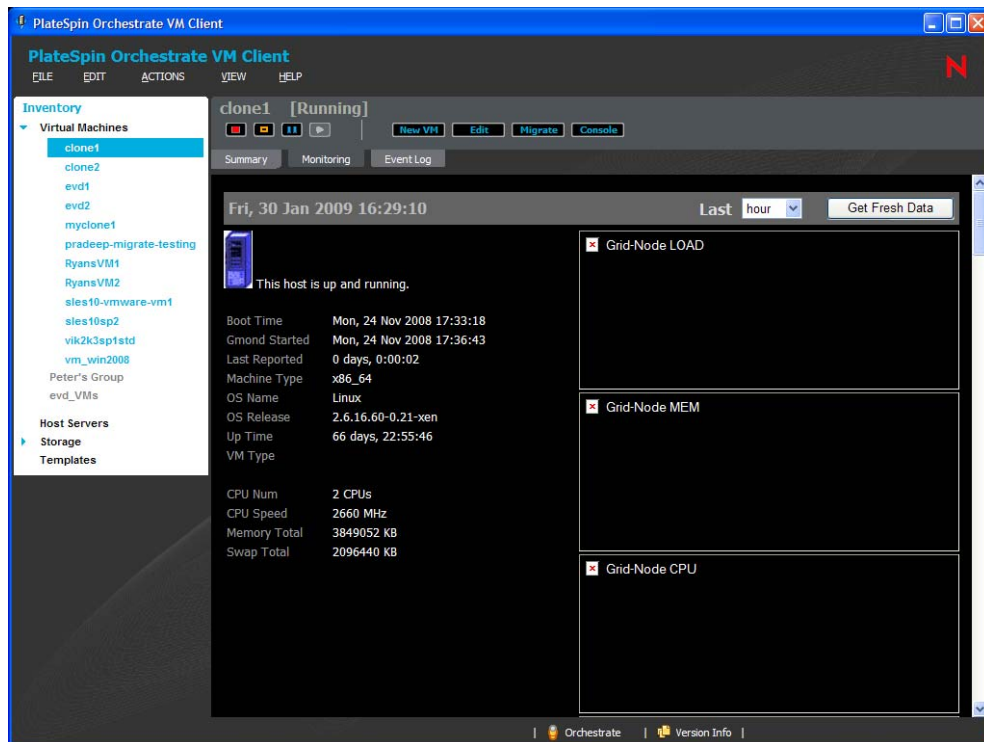 PlateSpin Orchestrate VM Client
PlateSpin Orchestrate VM Client
FILE EDIT ACTIONS VIEW HELP
N
Inventory
Virtual Machines
clone1
clone2
evd1
evd2
myclone1
pradeep-migrate-testing
RyansVM1
RyansVM2
sles10-vmware-vm1
sles10sp2
vik2k3sp1std
vm_win2008
Peter's Group
evd_VMs
Host Servers
Storage
Templates
clone1 [Running]
New VM Edit Migrate Console
Summary Monitoring Event Log
Fri, 30 Jan 2009 16:29:10 Last hour Get Fresh Data
This host is up and running.
Boot Time Mon, 24 Nov 2008 17:33:18
Gmond Started Mon, 24 Nov 2008 17:36:43
Last Reported 0 days, 0:00:02
Machine Type x86_64
OS Name Linux
OS Release 2.6.16.60-0.21-xen
Up Time 66 days, 22:55:46
VM Type
CPU Num 2 CPUs
CPU Speed 2660 MHz
Memory Total 3849052 KB
Swap Total 2096440 KB
Grid-Node LOAD
Grid-Node MEM
Grid-Node CPU
| Orchestrate | Version Info |